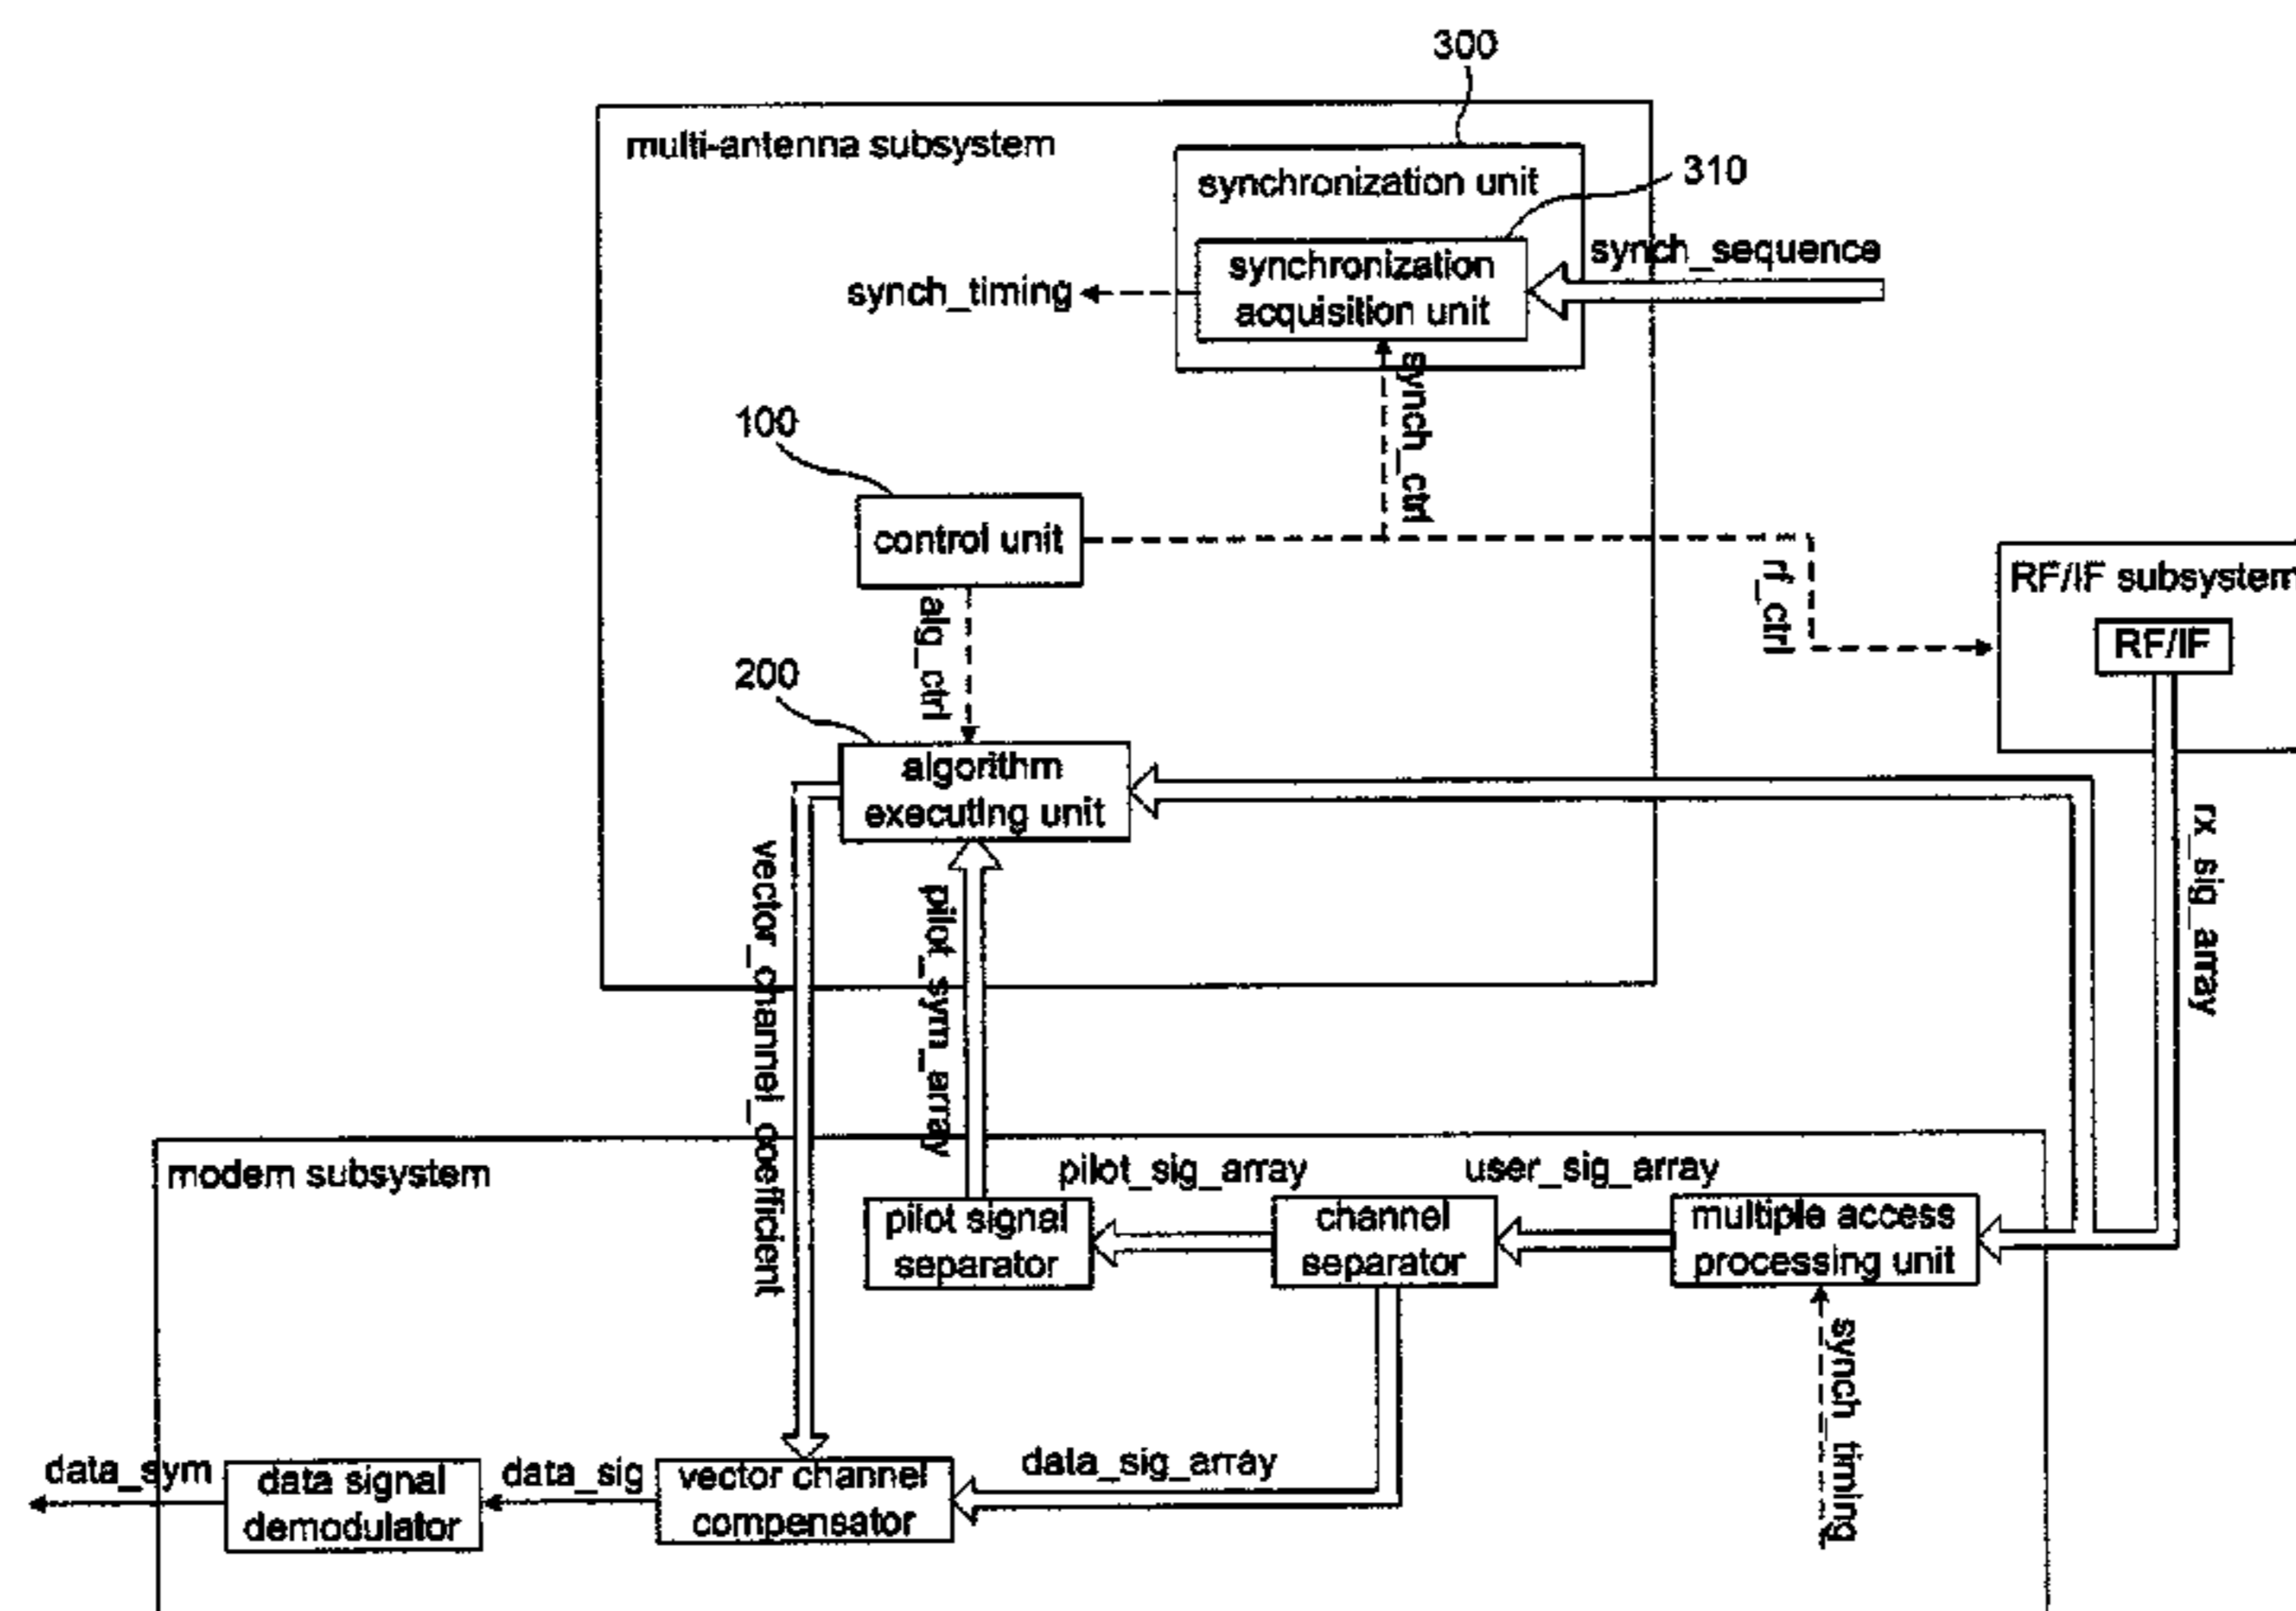 300
multi-antenna subsystem
synchronization unit
310
synch_sequence
synchronization
acquisition unit
synch_timing
synch_ctrl
100
control unit
rf_ctrl
RF/IF subsystem
RF/IF
alg_ctrl
200
algorithm
executing unit
rx_sig_array
vector_channel_coefficient
pilot_sym_array
modem subsystem
pilot_sig_array
user_sig_array
pilot signal
separator
channel
separator
multiple access
processing unit
synch_timing
data_sym
data signal
demodulator
data_sig
vector channel
compensator
data_sig_array